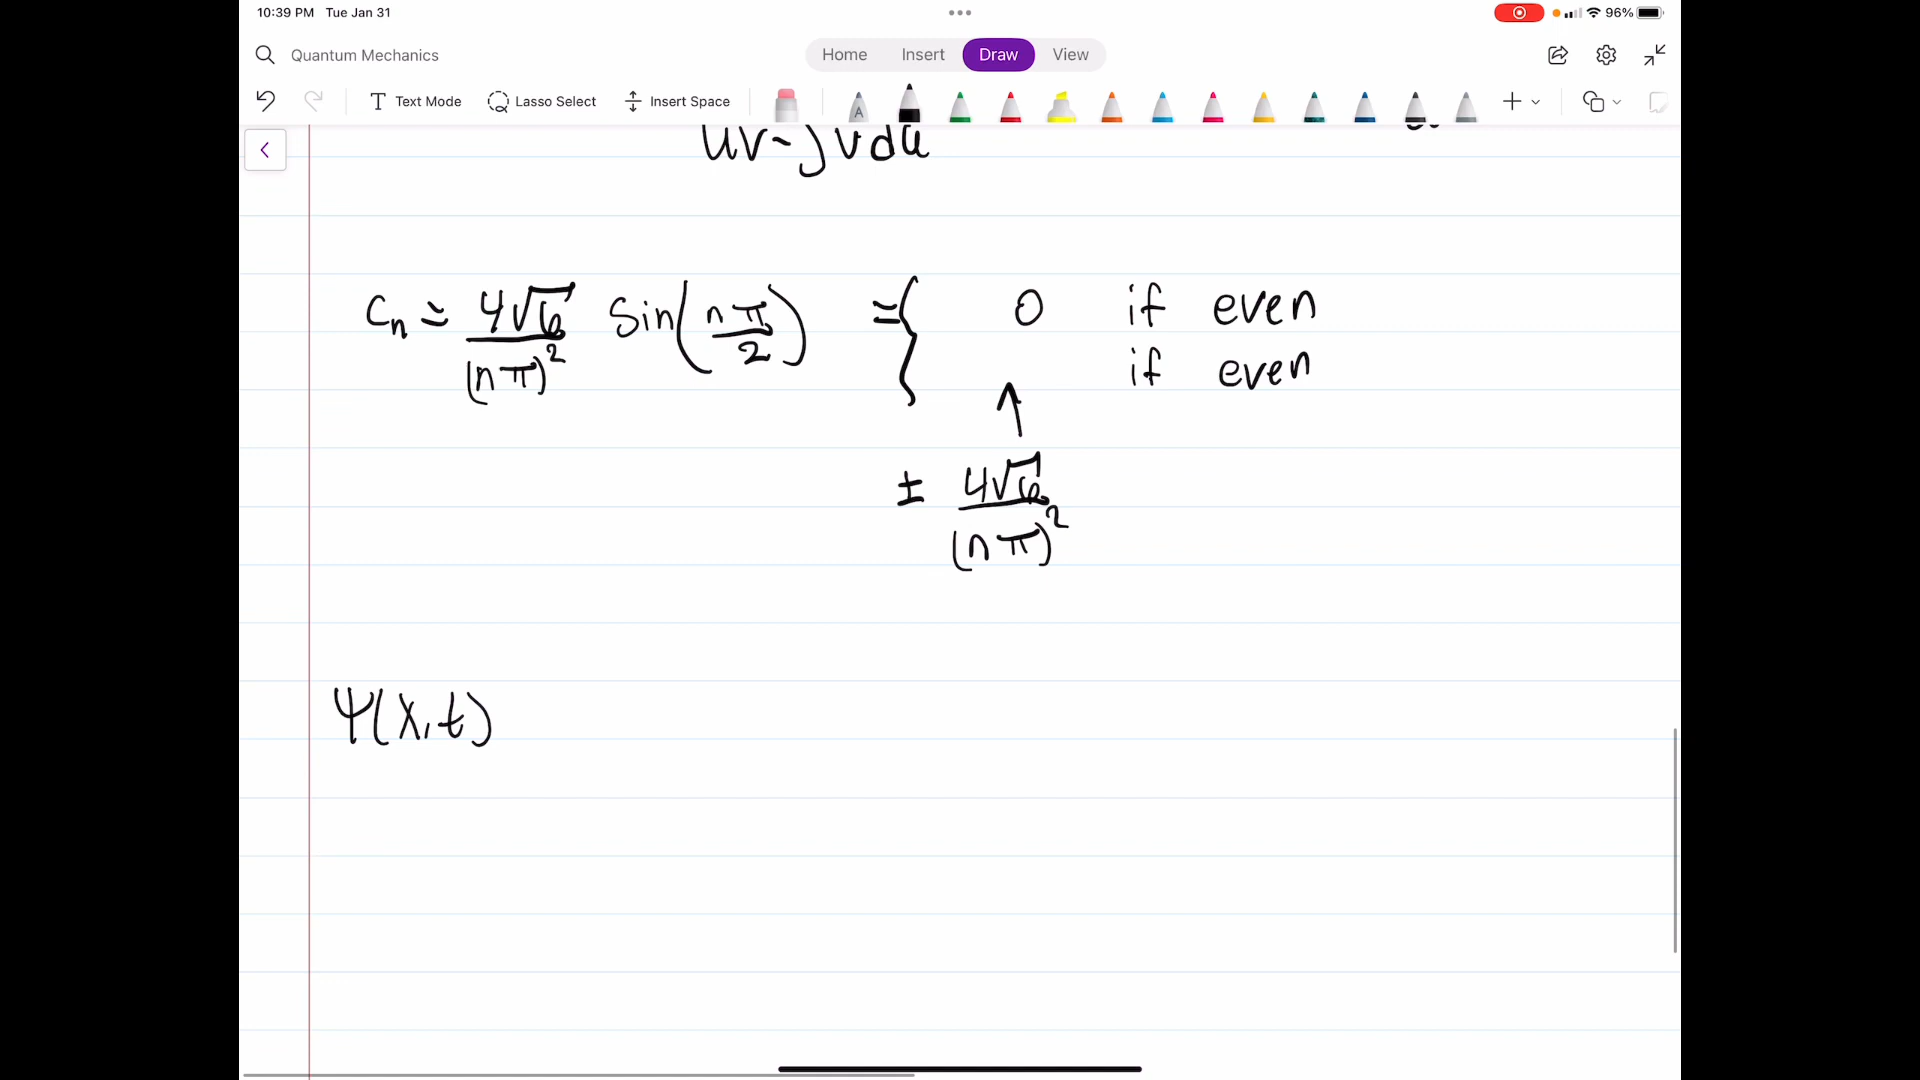 10:39 PM Tue Jan 31
96%
Quantum Mechanics
Home Insert Draw View
Text Mode Lasso Select Insert Space
uv - ∫ v du
Cn = 4√6 / (nπ)² Sin(nπ/2) = { 0 if even
if even
↑
± 4√6 / (nπ)²
Ψ(x,t)